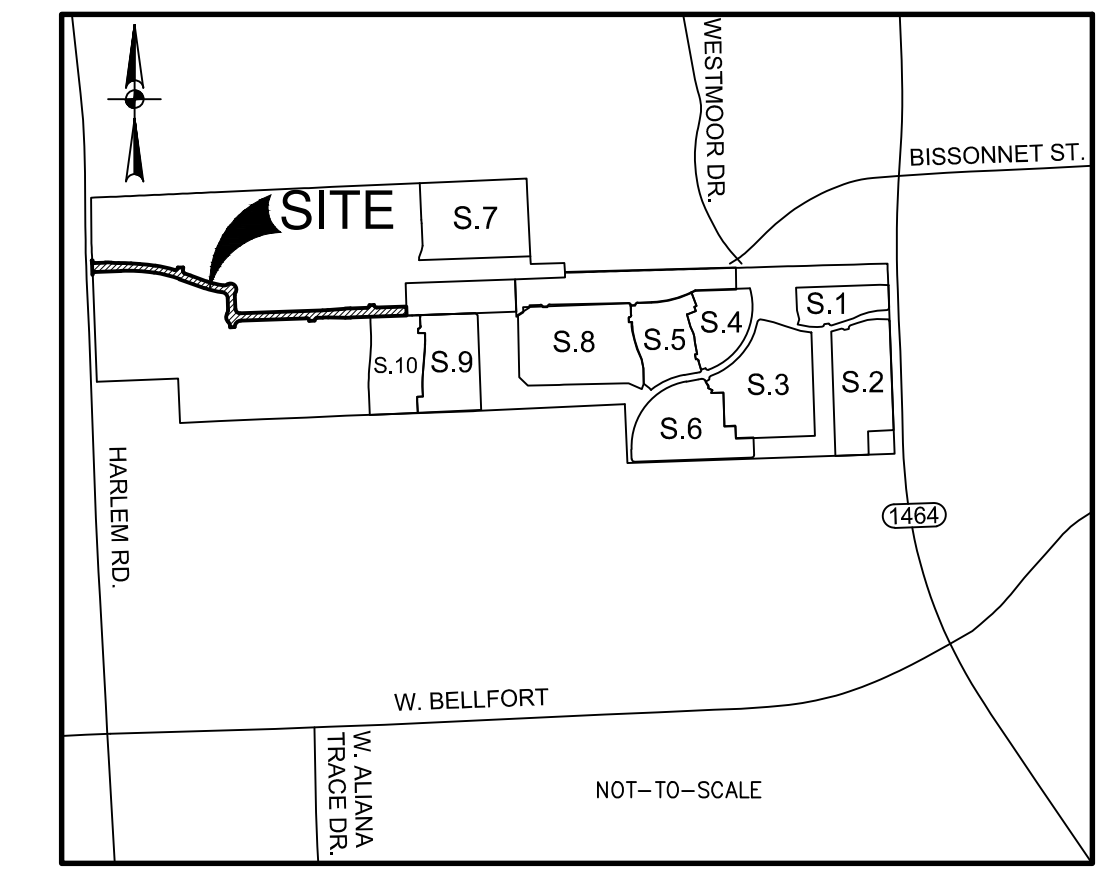 WESTMOOR DR.
BISSONNET ST.
SITE
S.7
S.1
S.4
S.5
S.8
S.10
S.9
S.3
S.2
S.6
HARLEM RD.
1464
W. BELLFORT
W. ALIANA
TRACE DR.
NOT-TO-SCALE